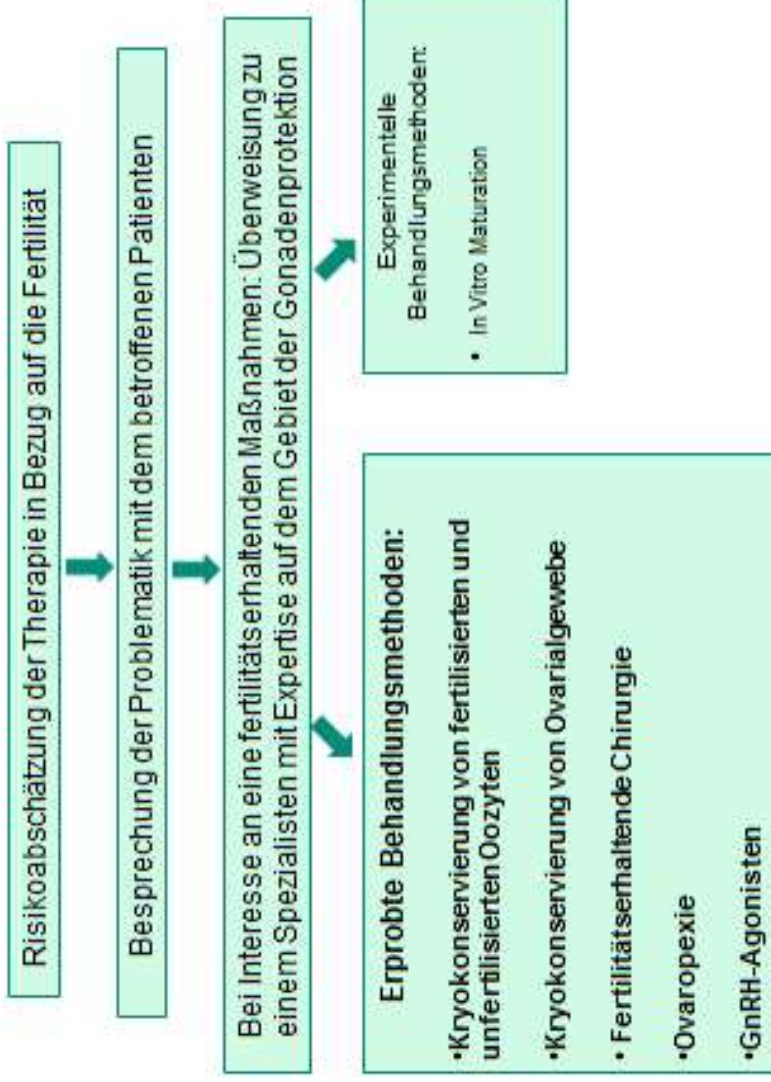 Risikoabschätzung der Therapie in Bezug auf die Fertilität
Besprechung der Problematik mit dem betroffenen Patienten
Bei Interesse an eine fertilitätserhaltenden Maßnahmen: Überweisung zu
einem Spezialisten mit Expertise auf dem Gebiet der Gonadenprotektion
Erprobte Behandlungsmethoden:
•Kryokonservierung von fertilisierten und
unfertilisierten Oozyten
•Kryokonservierung von Ovarialgewebe
• Fertilitätserhaltende Chirurgie
•Ovaropexie
•GnRH-Agonisten
Experimentelle
Behandlungsmethoden:
• In Vitro Maturation